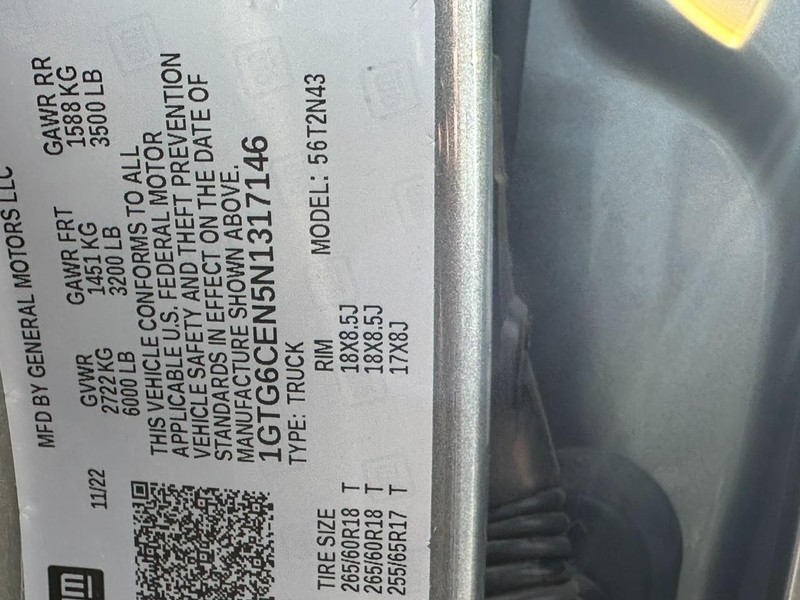 MFD BY GENERAL MOTORS LLC
11/22 GVWR GAWR FRT GAWR RR
2722 KG 1451 KG 1588 KG
6000 LB 3200 LB 3500 LB
THIS VEHICLE CONFORMS TO ALL
APPLICABLE U.S. FEDERAL MOTOR
VEHICLE SAFETY AND THEFT PREVENTION
STANDARDS IN EFFECT ON THE DATE OF
MANUFACTURE SHOWN ABOVE.
1GTG6CEN5N1317146
TYPE: TRUCK MODEL: 56T2N43
TIRE SIZE RIM
265/60R18 T 18X8.5J
265/60R18 T 18X8.5J
255/65R17 T 17X8J